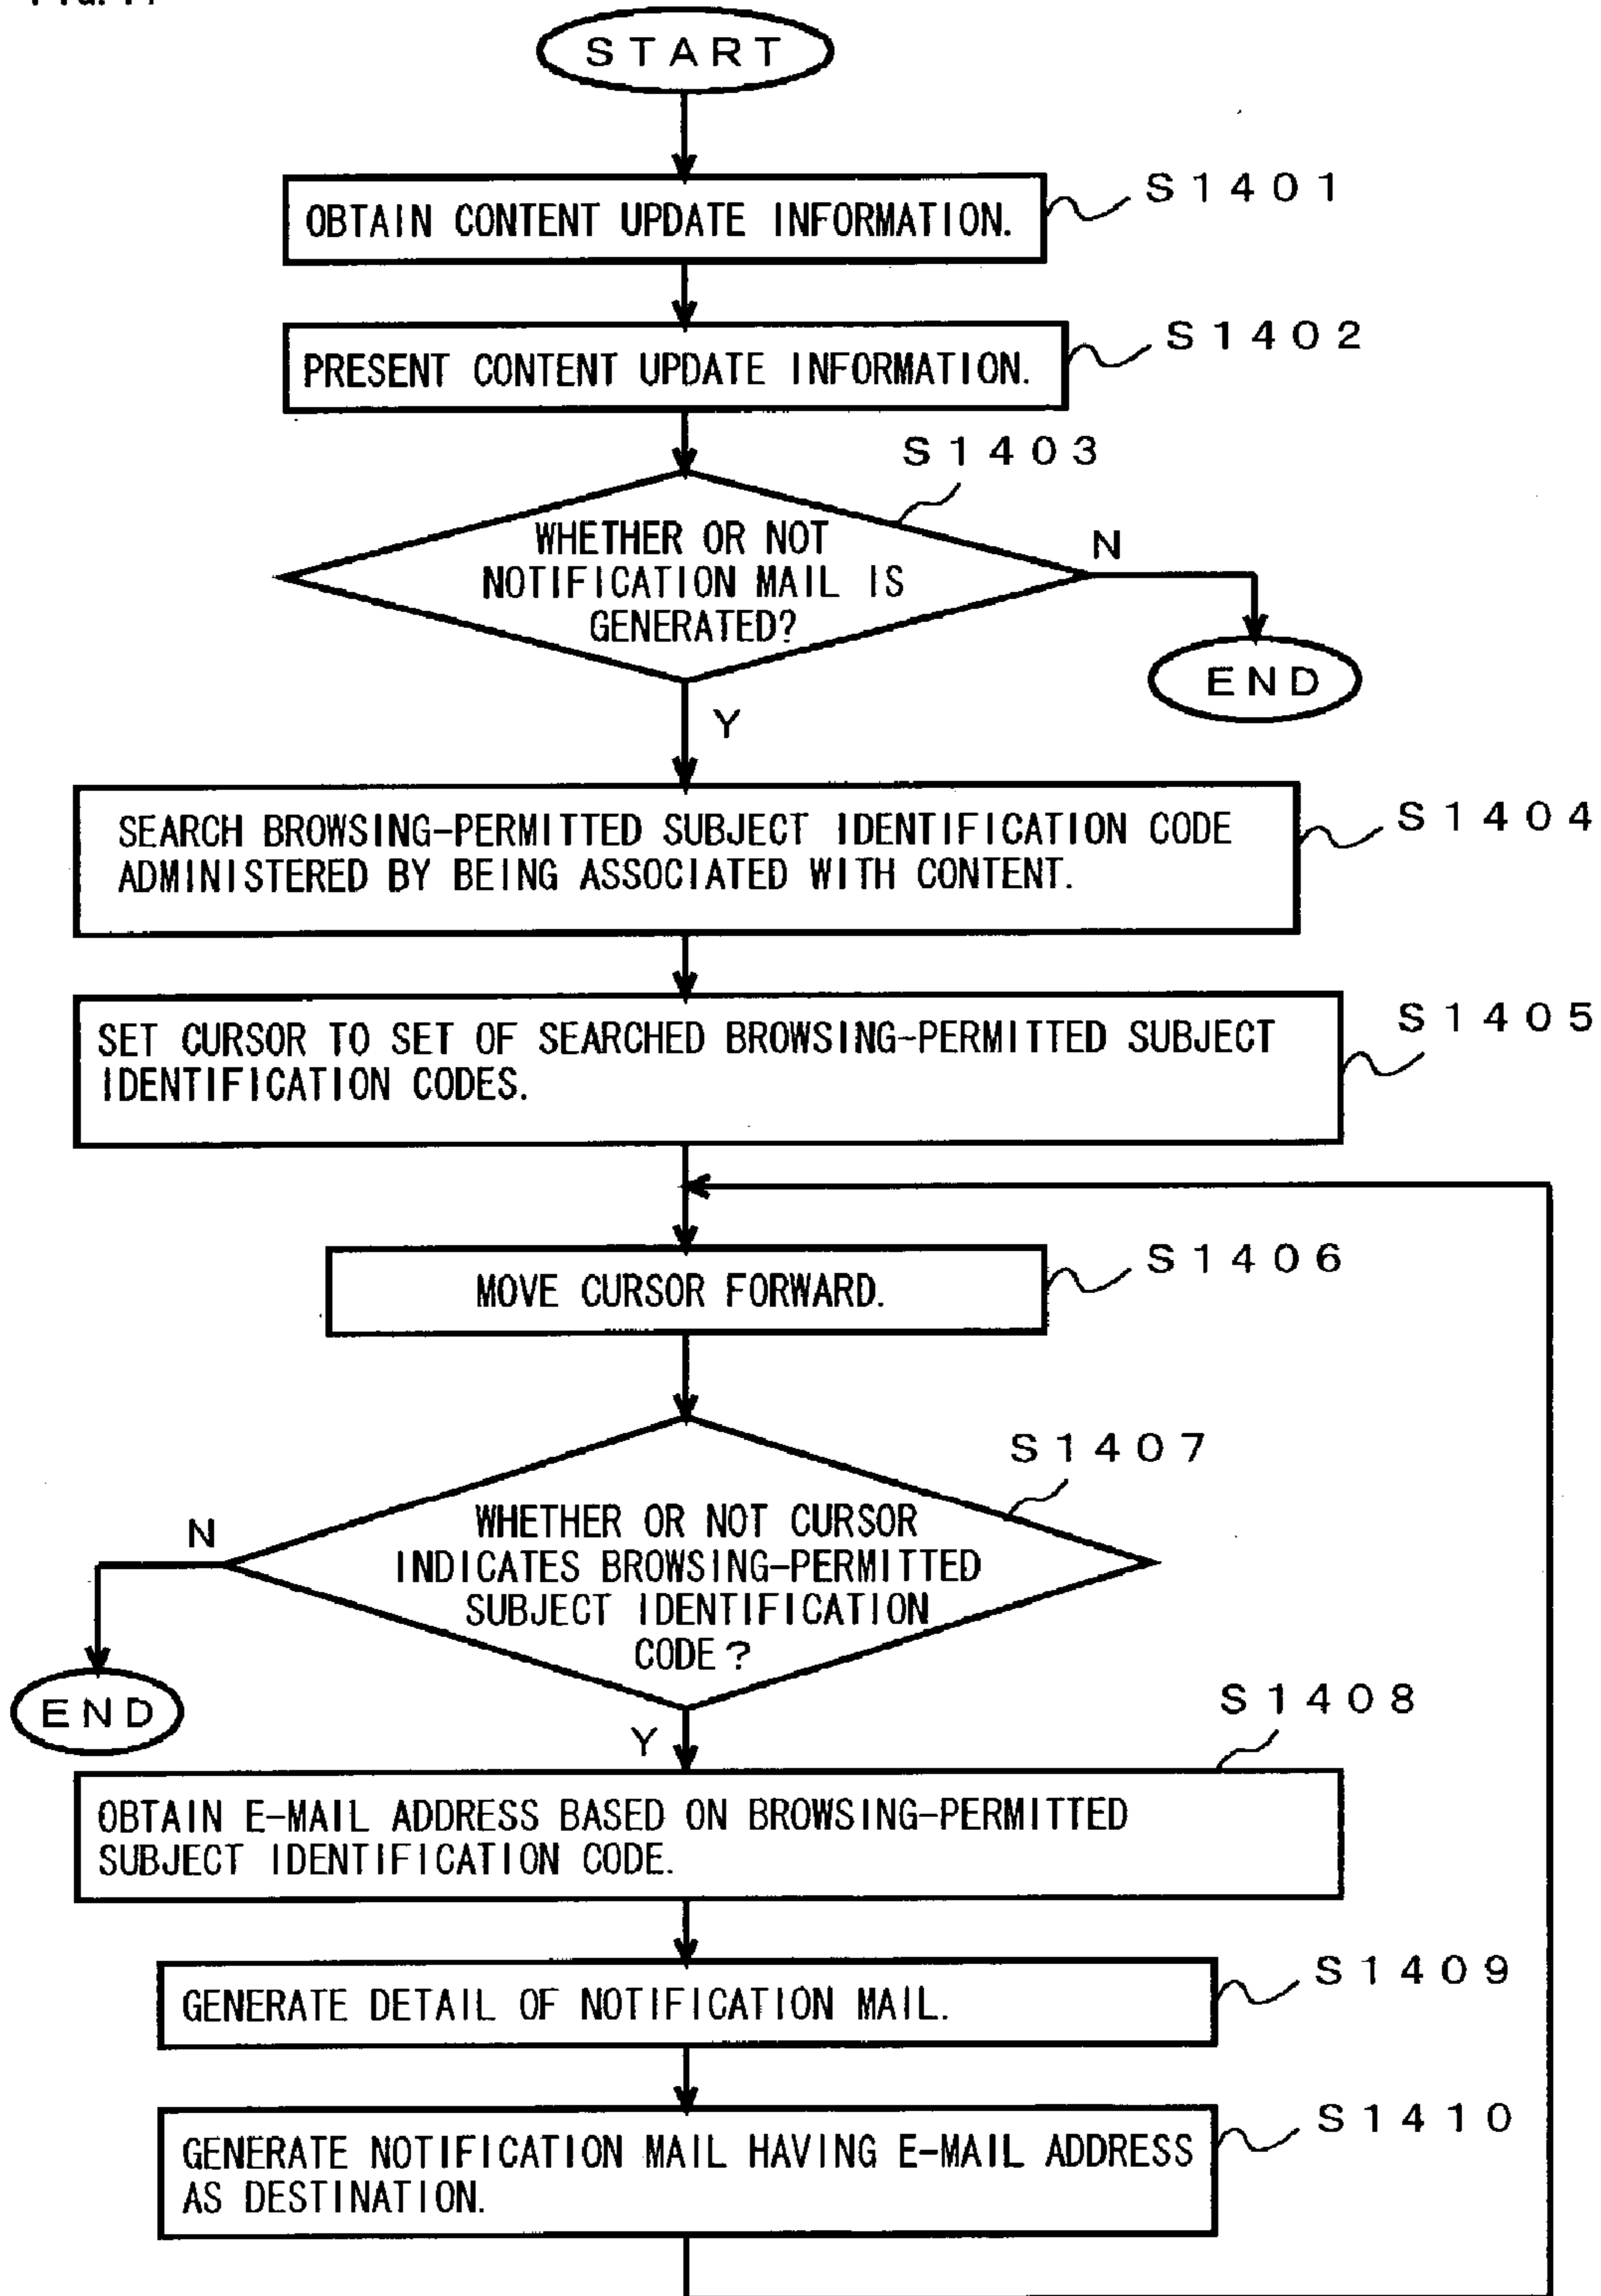 START
OBTAIN CONTENT UPDATE INFORMATION.
S1401
PRESENT CONTENT UPDATE INFORMATION.
S1402
S1403
WHETHER OR NOT
NOTIFICATION MAIL IS
GENERATED?
N
END
Y
SEARCH BROWSING-PERMITTED SUBJECT IDENTIFICATION CODE
ADMINISTERED BY BEING ASSOCIATED WITH CONTENT.
S1404
SET CURSOR TO SET OF SEARCHED BROWSING-PERMITTED SUBJECT
IDENTIFICATION CODES.
S1405
MOVE CURSOR FORWARD.
S1406
S1407
WHETHER OR NOT CURSOR
INDICATES BROWSING-PERMITTED
SUBJECT IDENTIFICATION
CODE?
N
END
Y
S1408
OBTAIN E-MAIL ADDRESS BASED ON BROWSING-PERMITTED
SUBJECT IDENTIFICATION CODE.
GENERATE DETAIL OF NOTIFICATION MAIL.
S1409
GENERATE NOTIFICATION MAIL HAVING E-MAIL ADDRESS
AS DESTINATION.
S1410